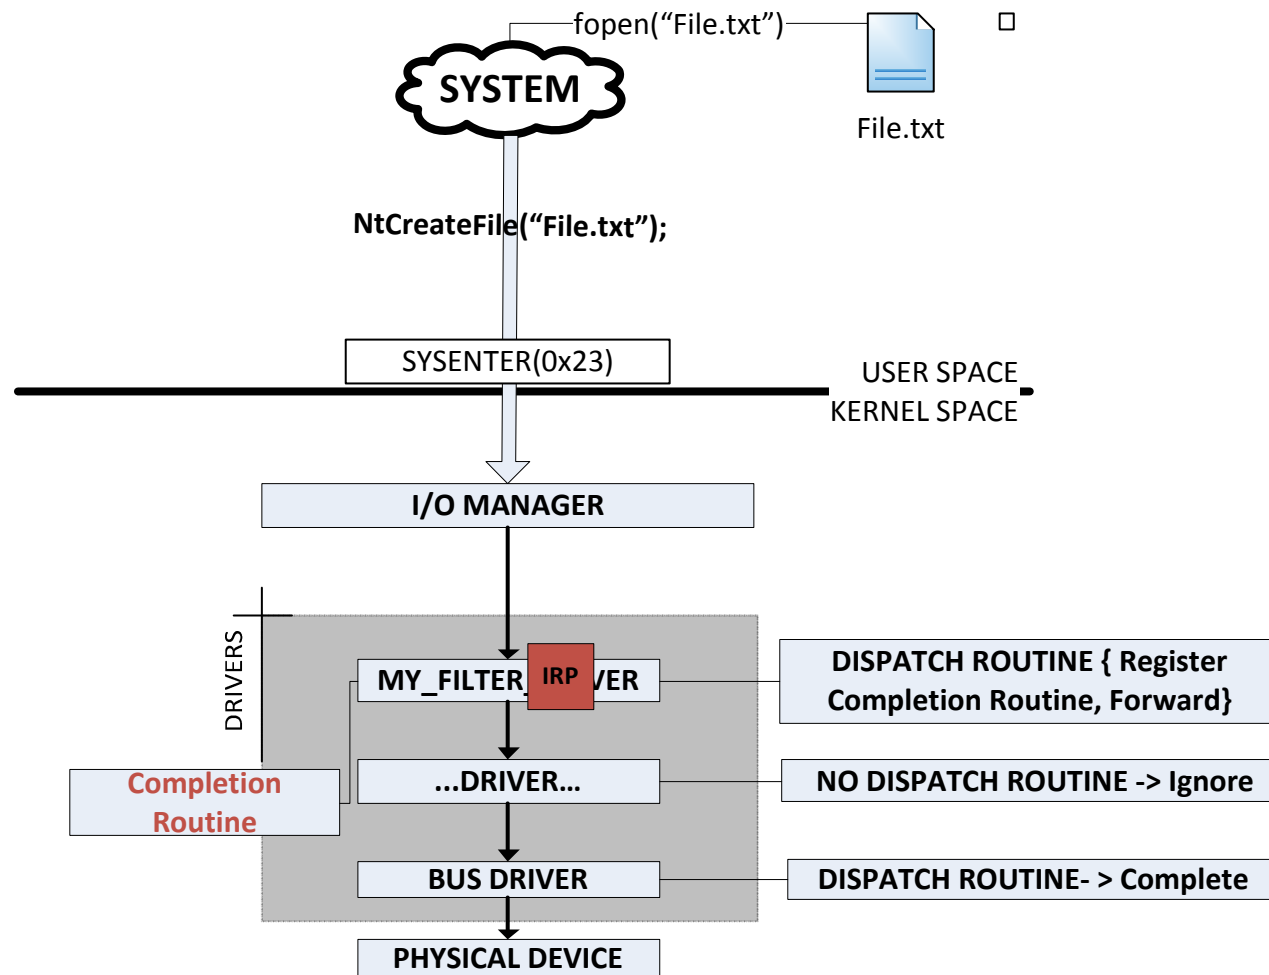 fopen(“File.txt”)
SYSTEM
File.txt
NtCreateFile(“File.txt”);
SYSENTER(0x23)
USER SPACE
KERNEL SPACE
I/O MANAGER
DRIVERS
MY_FILTER_
IRP
VER
DISPATCH ROUTINE { Register
Completion Routine, Forward}
Completion
Routine
...DRIVER…
NO DISPATCH ROUTINE -> Ignore
BUS DRIVER
DISPATCH ROUTINE- > Complete
PHYSICAL DEVICE